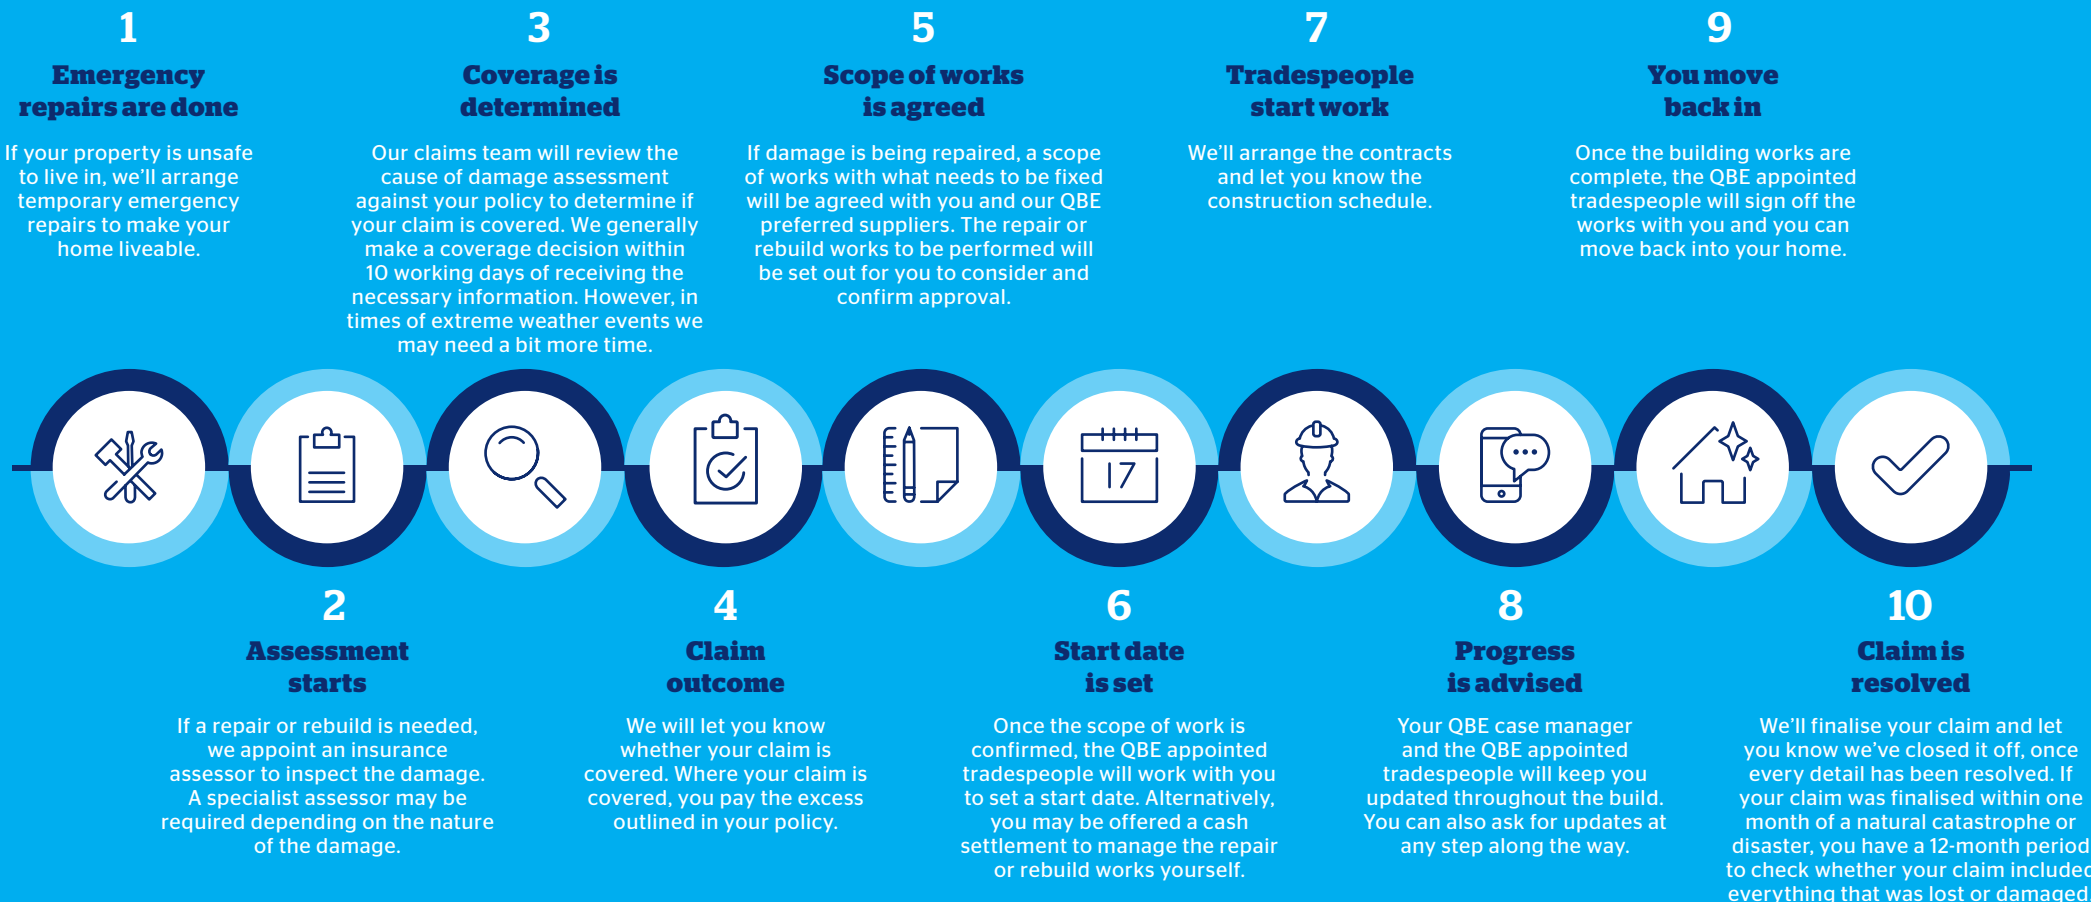 1
Emergency
repairs are done
If your property is unsafe
to live in, we'll arrange
temporary emergency
repairs to make your
home liveable.
2
Assessment
starts
If a repair or rebuild is needed,
we appoint an insurance
assessor to inspect the damage.
A specialist assessor may be
required depending on the nature
of the damage.
3
Coverage is
determined
Our claims team will review the
cause of damage assessment
against your policy to determine if
your claim is covered. We generally
make a coverage decision within
10 working days of receiving the
necessary information. However, in
times of extreme weather events we
may need a bit more time.
4
Claim
outcome
We will let you know
whether your claim is
covered. Where your claim is
covered, you pay the excess
outlined in your policy.
5
Scope of works
is agreed
If damage is being repaired, a scope
of works with what needs to be fixed
will be agreed with you and our QBE
preferred suppliers. The repair or
rebuild works to be performed will
be set out for you to consider and
confirm approval.
6
Start date
is set
Once the scope of work is
confirmed, the QBE appointed
tradespeople will work with you
to set a start date. Alternatively,
you may be offered a cash
settlement to manage the repair
or rebuild works yourself.
17
7
Tradespeople
start work
We'll arrange the contracts
and let you know the
construction schedule.
8
Progress
is advised
Your QBE case manager
and the QBE appointed
tradespeople will keep you
updated throughout the build.
You can also ask for updates at
any step along the way.
9
You move
back in
Once the building works are
complete, the QBE appointed
tradespeople will sign off the
works with you and you can
move back into your home.
10
Claim is
resolved
We'll finalise your claim and let
you know we've closed it off, once
every detail has been resolved. If
your claim was finalised within one
month of a natural catastrophe or
disaster, you have a 12-month period
to check whether your claim included
everything that was lost or damaged.